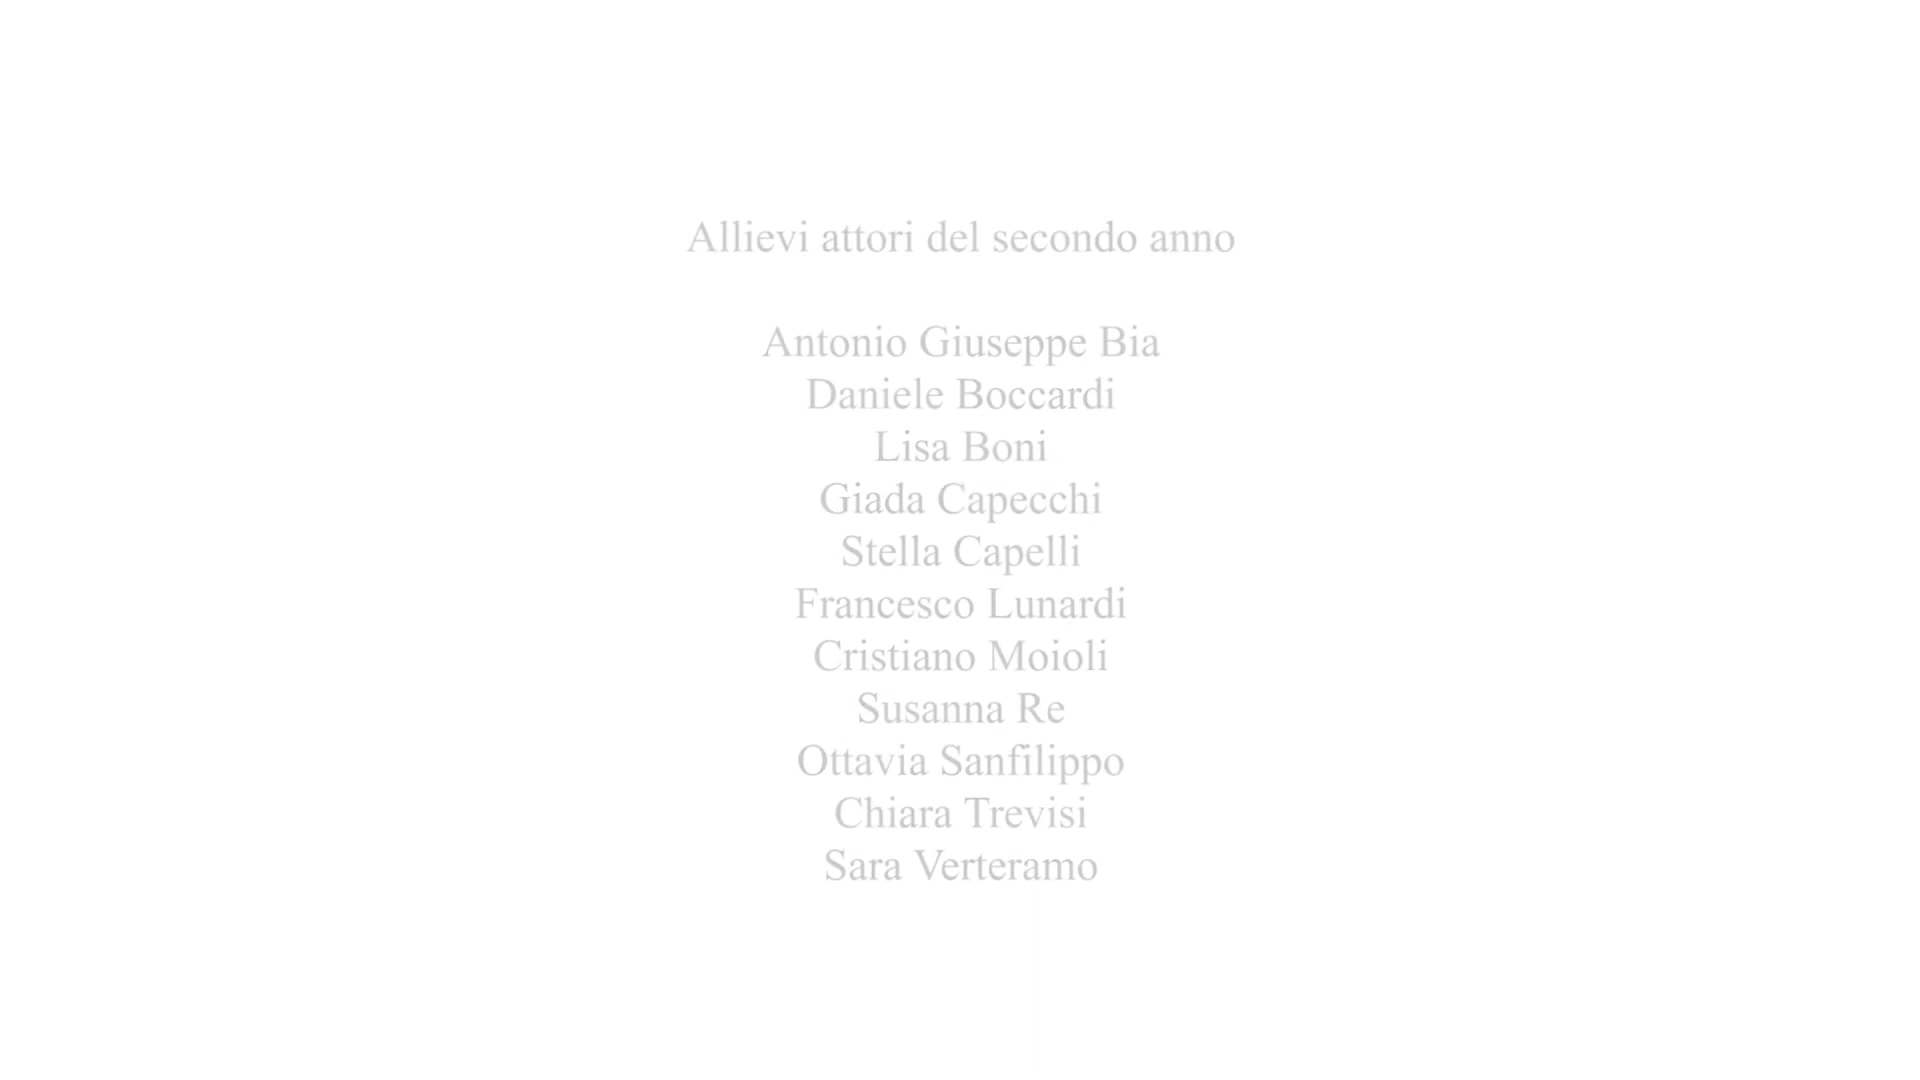 Allievi attori del secondo anno
Antonio Giuseppe Bia
Daniele Boccardi
Lisa Boni
Giada Capecchi
Stella Capelli
Francesco Lunardi
Cristiano Moioli
Susanna Re
Ottavia Sanfilippo
Chiara Trevisi
Sara Verteramo